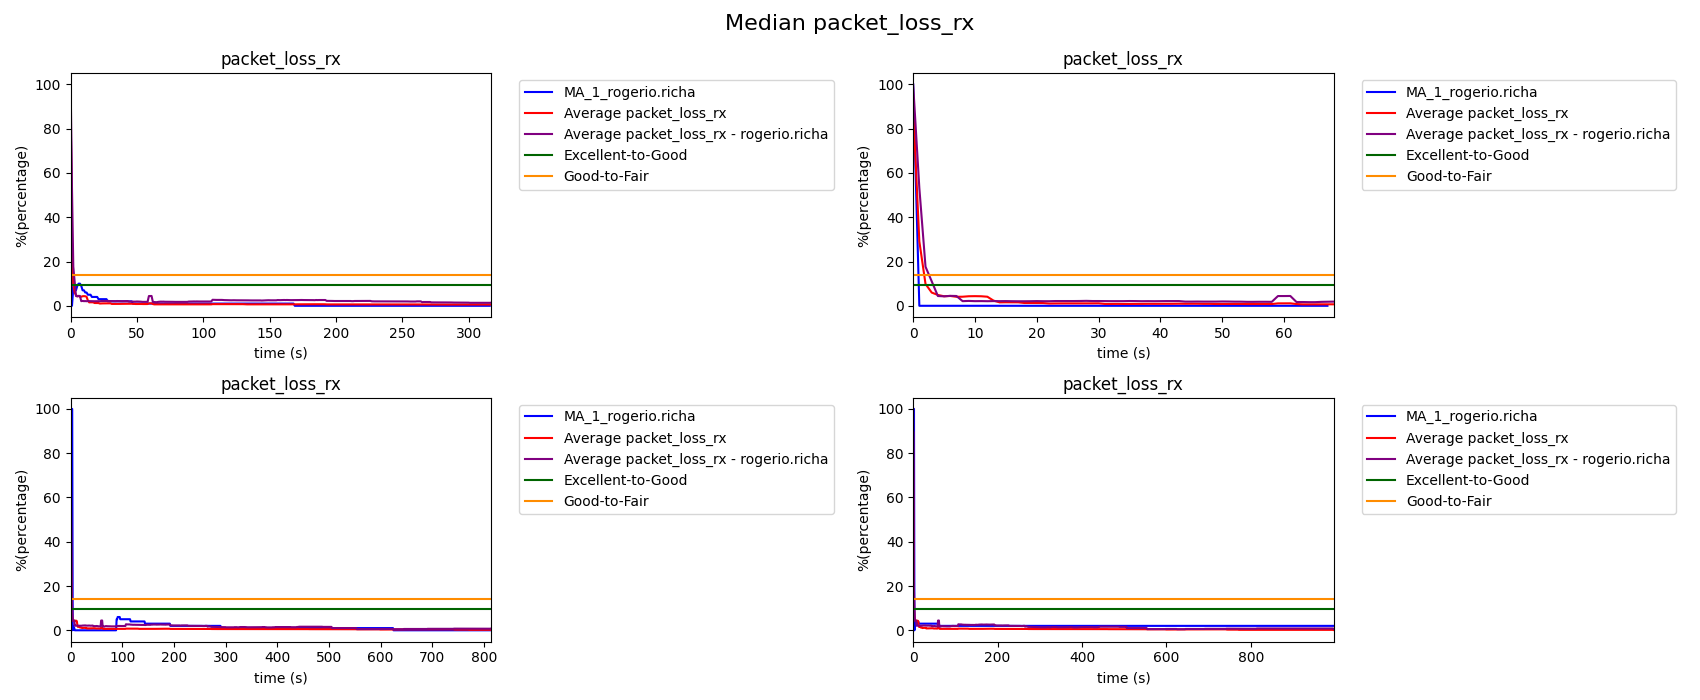 Median packet_loss_rx
packet_loss_rx
100
80
60
40
20
0
%(percentage)
0 50 100 150 200 250 300
time (s)
MA_1_rogerio.richa
Average packet_loss_rx
Average packet_loss_rx - rogerio.richa
Excellent-to-Good
Good-to-Fair
packet_loss_rx
100
80
60
40
20
0
%(percentage)
0 10 20 30 40 50 60
time (s)
MA_1_rogerio.richa
Average packet_loss_rx
Average packet_loss_rx - rogerio.richa
Excellent-to-Good
Good-to-Fair
packet_loss_rx
100
80
60
40
20
0
%(percentage)
0 100 200 300 400 500 600 700 800
time (s)
MA_1_rogerio.richa
Average packet_loss_rx
Average packet_loss_rx - rogerio.richa
Excellent-to-Good
Good-to-Fair
packet_loss_rx
100
80
60
40
20
0
%(percentage)
0 200 400 600 800
time (s)
MA_1_rogerio.richa
Average packet_loss_rx
Average packet_loss_rx - rogerio.richa
Excellent-to-Good
Good-to-Fair